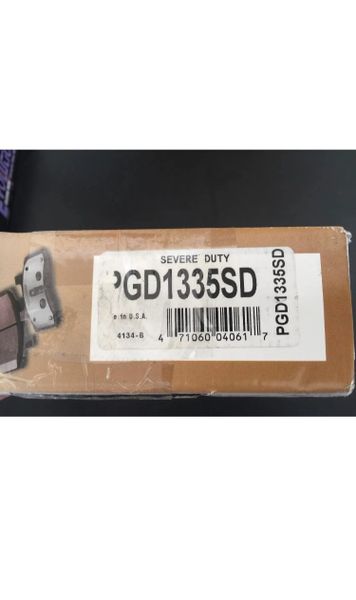 SEVERE DUTY
PGD1335SD
e in U.S.A.
4134-B
4 71060 04061 7
PGD1335SD